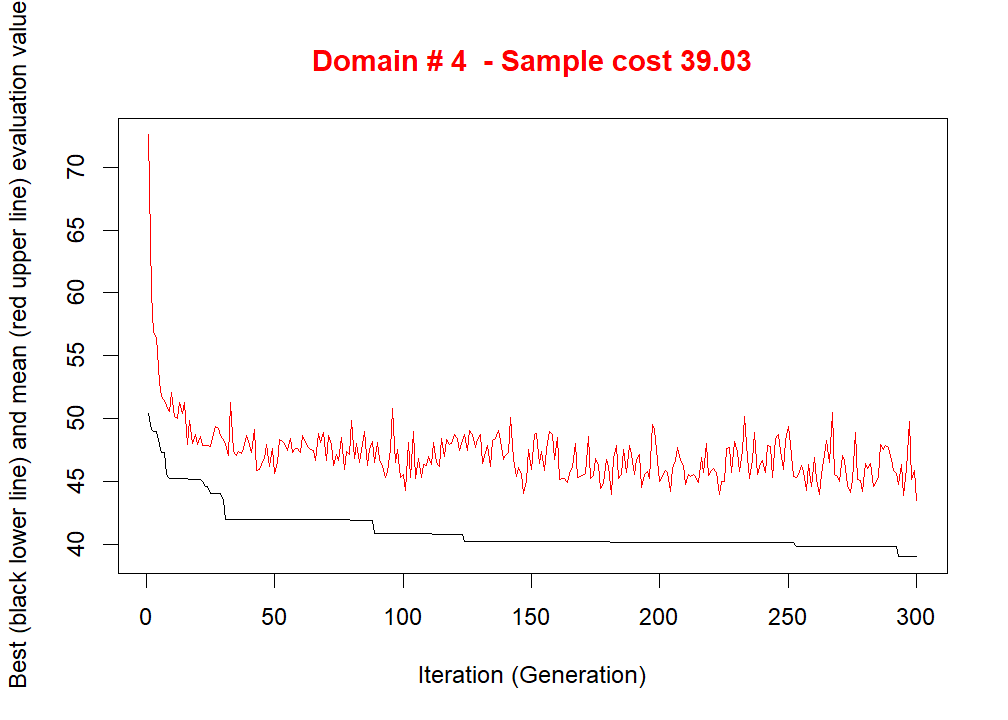 Domain # 4  - Sample cost 39.03
Best (black lower line) and mean (red upper line) evaluation value
70
65
60
55
50
45
40
0 50 100 150 200 250 300
Iteration (Generation)